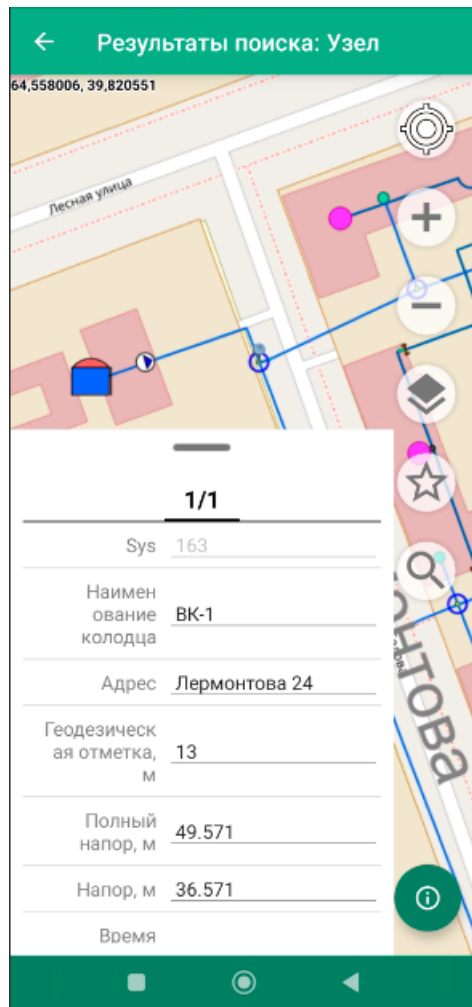 Результаты поиска: Узел
64,558006, 39,820551
Лесная улица
1/1
Sys 163
Наимен
ование
колодца
ВК-1
Адрес Лермонтова 24
Геодезическ
ая отметка,
м
13
Полный
напор, м
49.571
Напор, м 36.571
Время